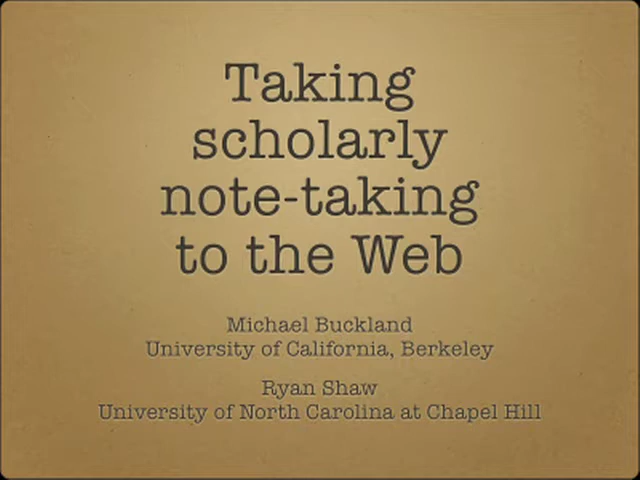 Taking
scholarly
note-taking
to the Web
Michael Buckland
University of California, Berkeley
Ryan Shaw
University of North Carolina at Chapel Hill